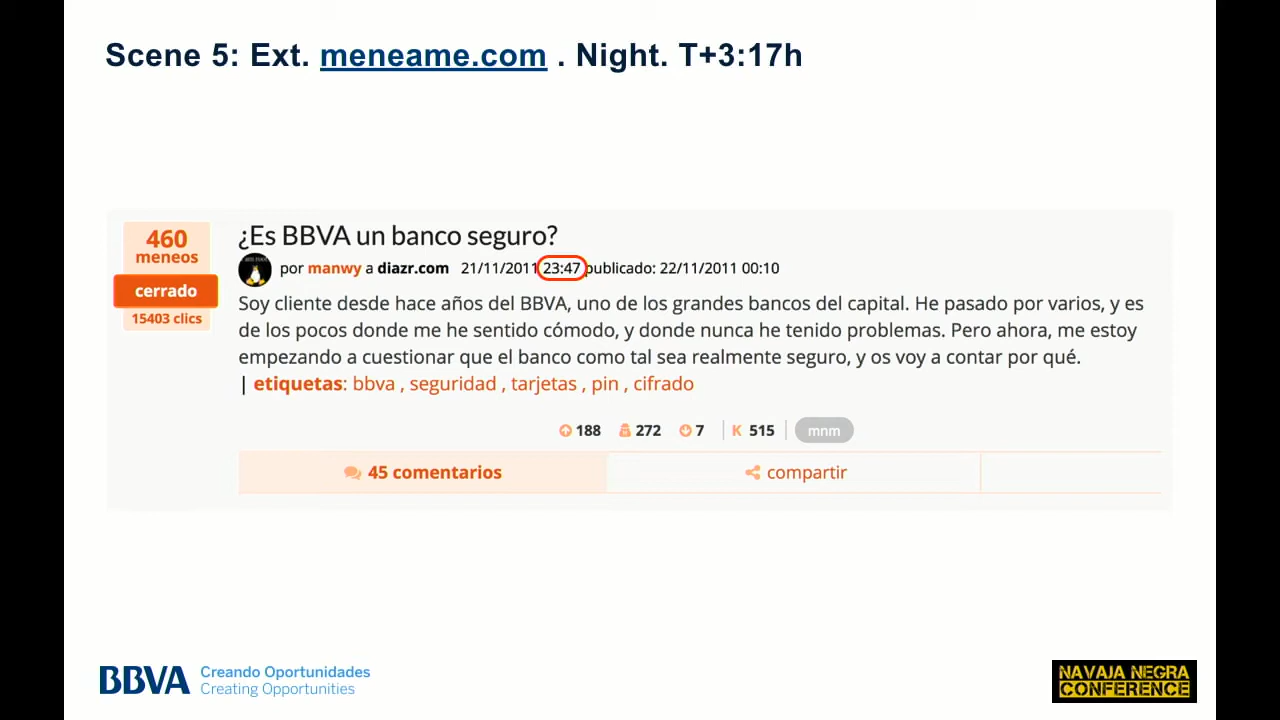 Scene 5: Ext. meneame.com . Night. T+3:17h
460
meneos
cerrado
15403 clics
¿Es BBVA un banco seguro?
por manwy a diazr.com 21/11/2011 23:47 publicado: 22/11/2011 00:10
Soy cliente desde hace años del BBVA, uno de los grandes bancos del capital. He pasado por varios, y es
de los pocos donde me he sentido cómodo, y donde nunca he tenido problemas. Pero ahora, me estoy
empezando a cuestionar que el banco como tal sea realmente seguro, y os voy a contar por qué.
| etiquetas: bbva , seguridad , tarjetas , pin , cifrado
188 272 7 | K 515 | mnm
45 comentarios compartir
BBVA Creando Oportunidades
Creating Opportunities
NAVAJA NEGRA
CONFERENCE